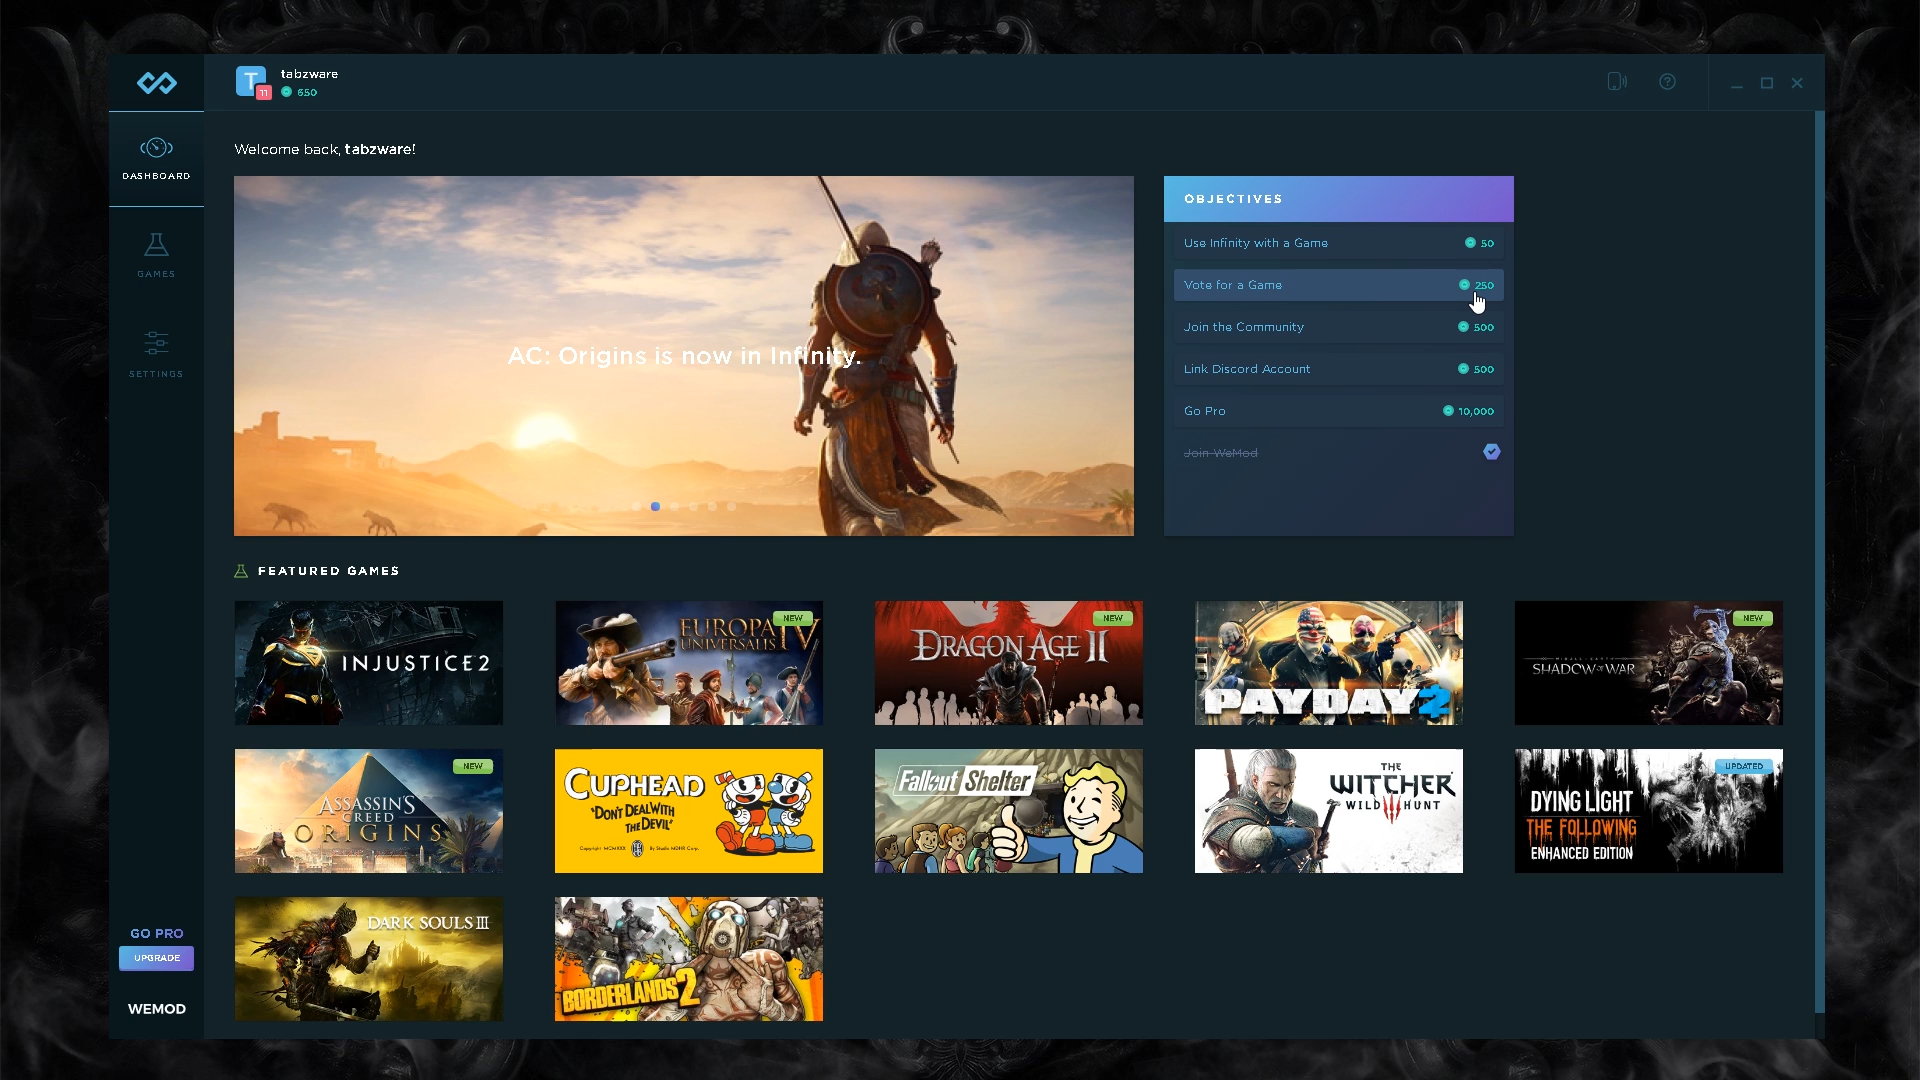 tabzware
T
11
650
Welcome back, tabzware!
DASHBOARD
GAMES
SETTINGS
AC: Origins is now in Infinity.
OBJECTIVES
Use Infinity with a Game 50
Vote for a Game 250
Join the Community 500
Link Discord Account 500
Go Pro 10,000
Join WeMod
FEATURED GAMES
INJUSTICE 2
NEW
EUROPA IV
UNIVERSALIS
NEW
DRAGON AGE II
PAYDAY 2
NEW
SHADOW OF WAR
NEW
ASSASSIN'S
CREED
ORIGINS
CUPHEAD
"DON'T DEAL WITH
THE DEVIL"
Fallout Shelter
THE
WITCHER
WILD HUNT
UPDATED
DYING LIGHT
THE FOLLOWING
ENHANCED EDITION
DARK SOULS III
BORDERLANDS 2
GO PRO
UPGRADE
WEMOD